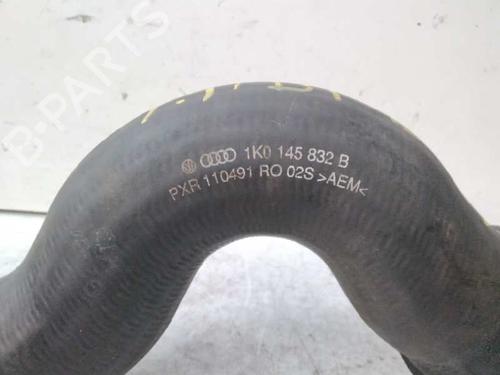 B-PARTS
1K0 145 832 B
PXR 110491 RO 02S >AEM<